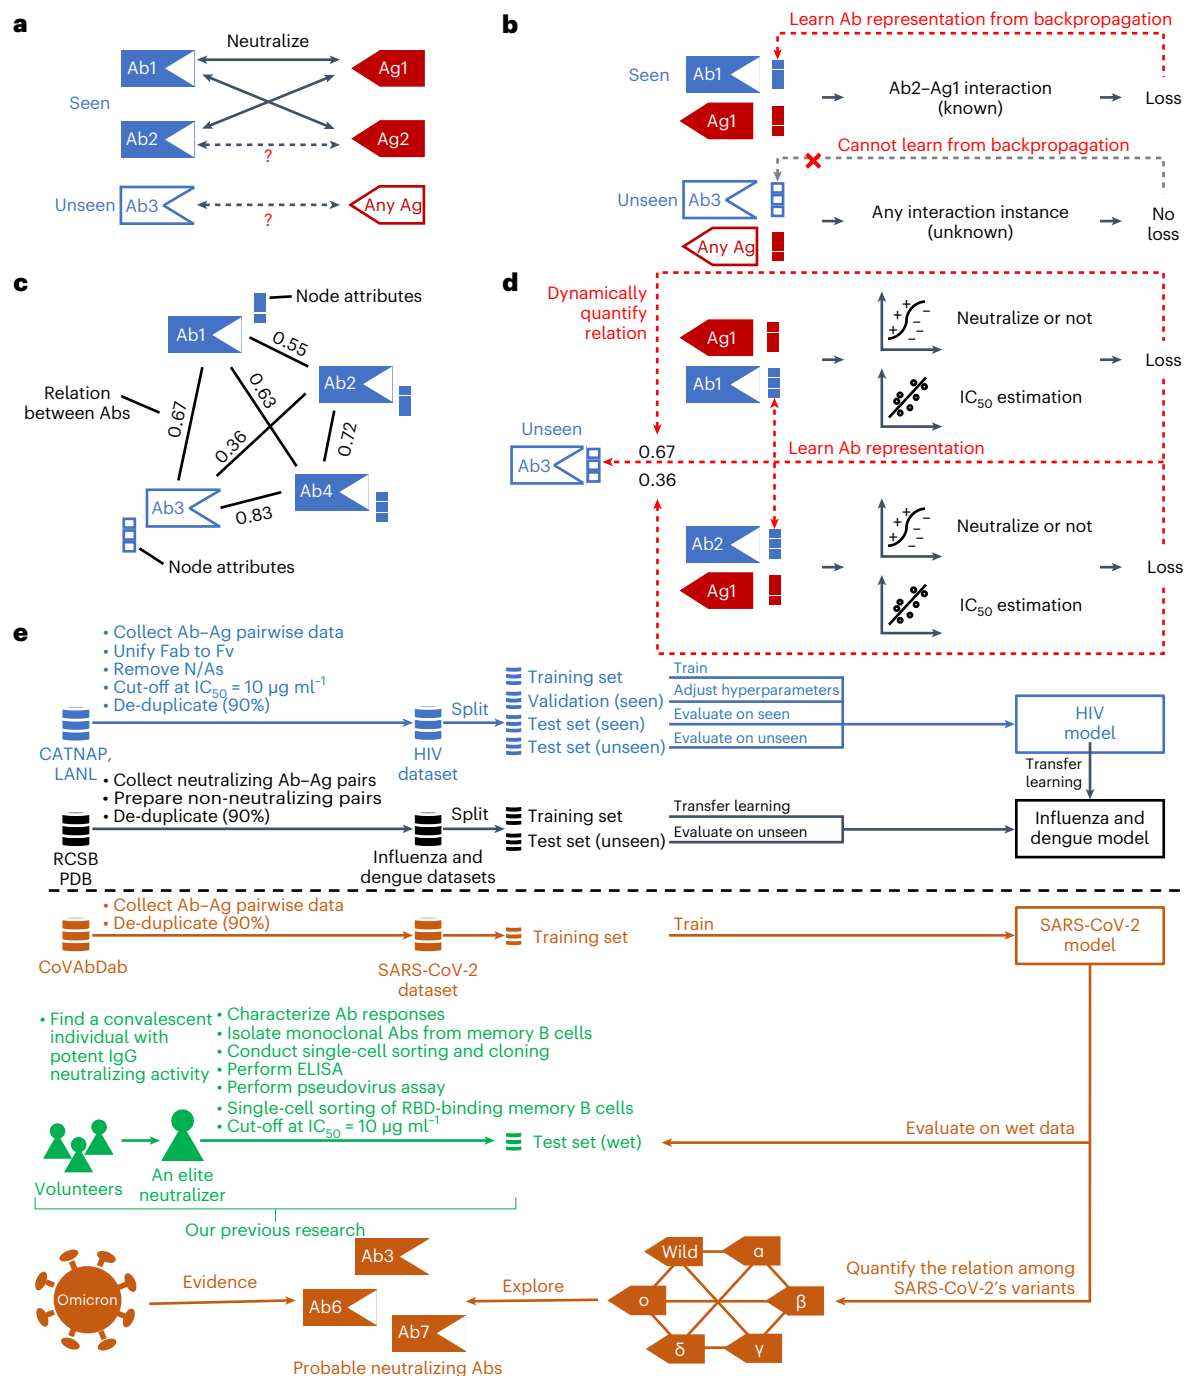 a
Neutralize
Ab1
Ag1
Seen
Ab2
Ag2
?
Unseen
Ab3
Any Ag
?
b
Learn Ab representation from backpropagation
Seen
Ab1
Ag1
Ab2–Ag1 interaction
(known)
Loss
Cannot learn from backpropagation
Unseen
Ab3
Any Ag
Any interaction instance
(unknown)
No
loss
c
Node attributes
Ab1
0.55
Ab2
Relation
between Abs
0.67
0.63
0.36
0.72
Ab3
0.83
Ab4
Node attributes
d
Dynamically
quantify
relation
Ag1
Ab1
+
+
+
–
–
–
Neutralize or not
IC50 estimation
Loss
Unseen
Ab3
0.67
0.36
Learn Ab representation
Ab2
Ag1
+
+
+
–
–
–
Neutralize or not
IC50 estimation
Loss
e
• Collect Ab–Ag pairwise data
• Unify Fab to Fv
• Remove N/As
• Cut-off at IC50 = 10 µg ml−1
• De-duplicate (90%)
CATNAP,
LANL
HIV
dataset
Split
Training set
Validation (seen)
Test set (seen)
Test set (unseen)
Train
Adjust hyperparameters
Evaluate on seen
Evaluate on unseen
HIV
model
Transfer
learning
• Collect neutralizing Ab–Ag pairs
• Prepare non-neutralizing pairs
• De-duplicate (90%)
RCSB
PDB
Influenza and
dengue datasets
Split
Training set
Test set (unseen)
Transfer learning
Evaluate on unseen
Influenza and
dengue model
• Collect Ab–Ag pairwise data
• De-duplicate (90%)
CoVAbDab
SARS-CoV-2
dataset
Training set
Train
SARS-CoV-2
model
• Find a convalescent
individual with
potent IgG
neutralizing activity
• Characterize Ab responses
• Isolate monoclonal Abs from memory B cells
• Conduct single-cell sorting and cloning
• Perform ELISA
• Perform pseudovirus assay
• Single-cell sorting of RBD-binding memory B cells
• Cut-off at IC50 = 10 µg ml−1
Volunteers
An elite
neutralizer
Test set (wet)
Evaluate on wet data
Our previous research
Omicron
Evidence
Ab3
Ab6
Ab7
Probable neutralizing Abs
Explore
Wild
α
ο
β
δ
γ
Quantify the relation among
SARS-CoV-2's variants